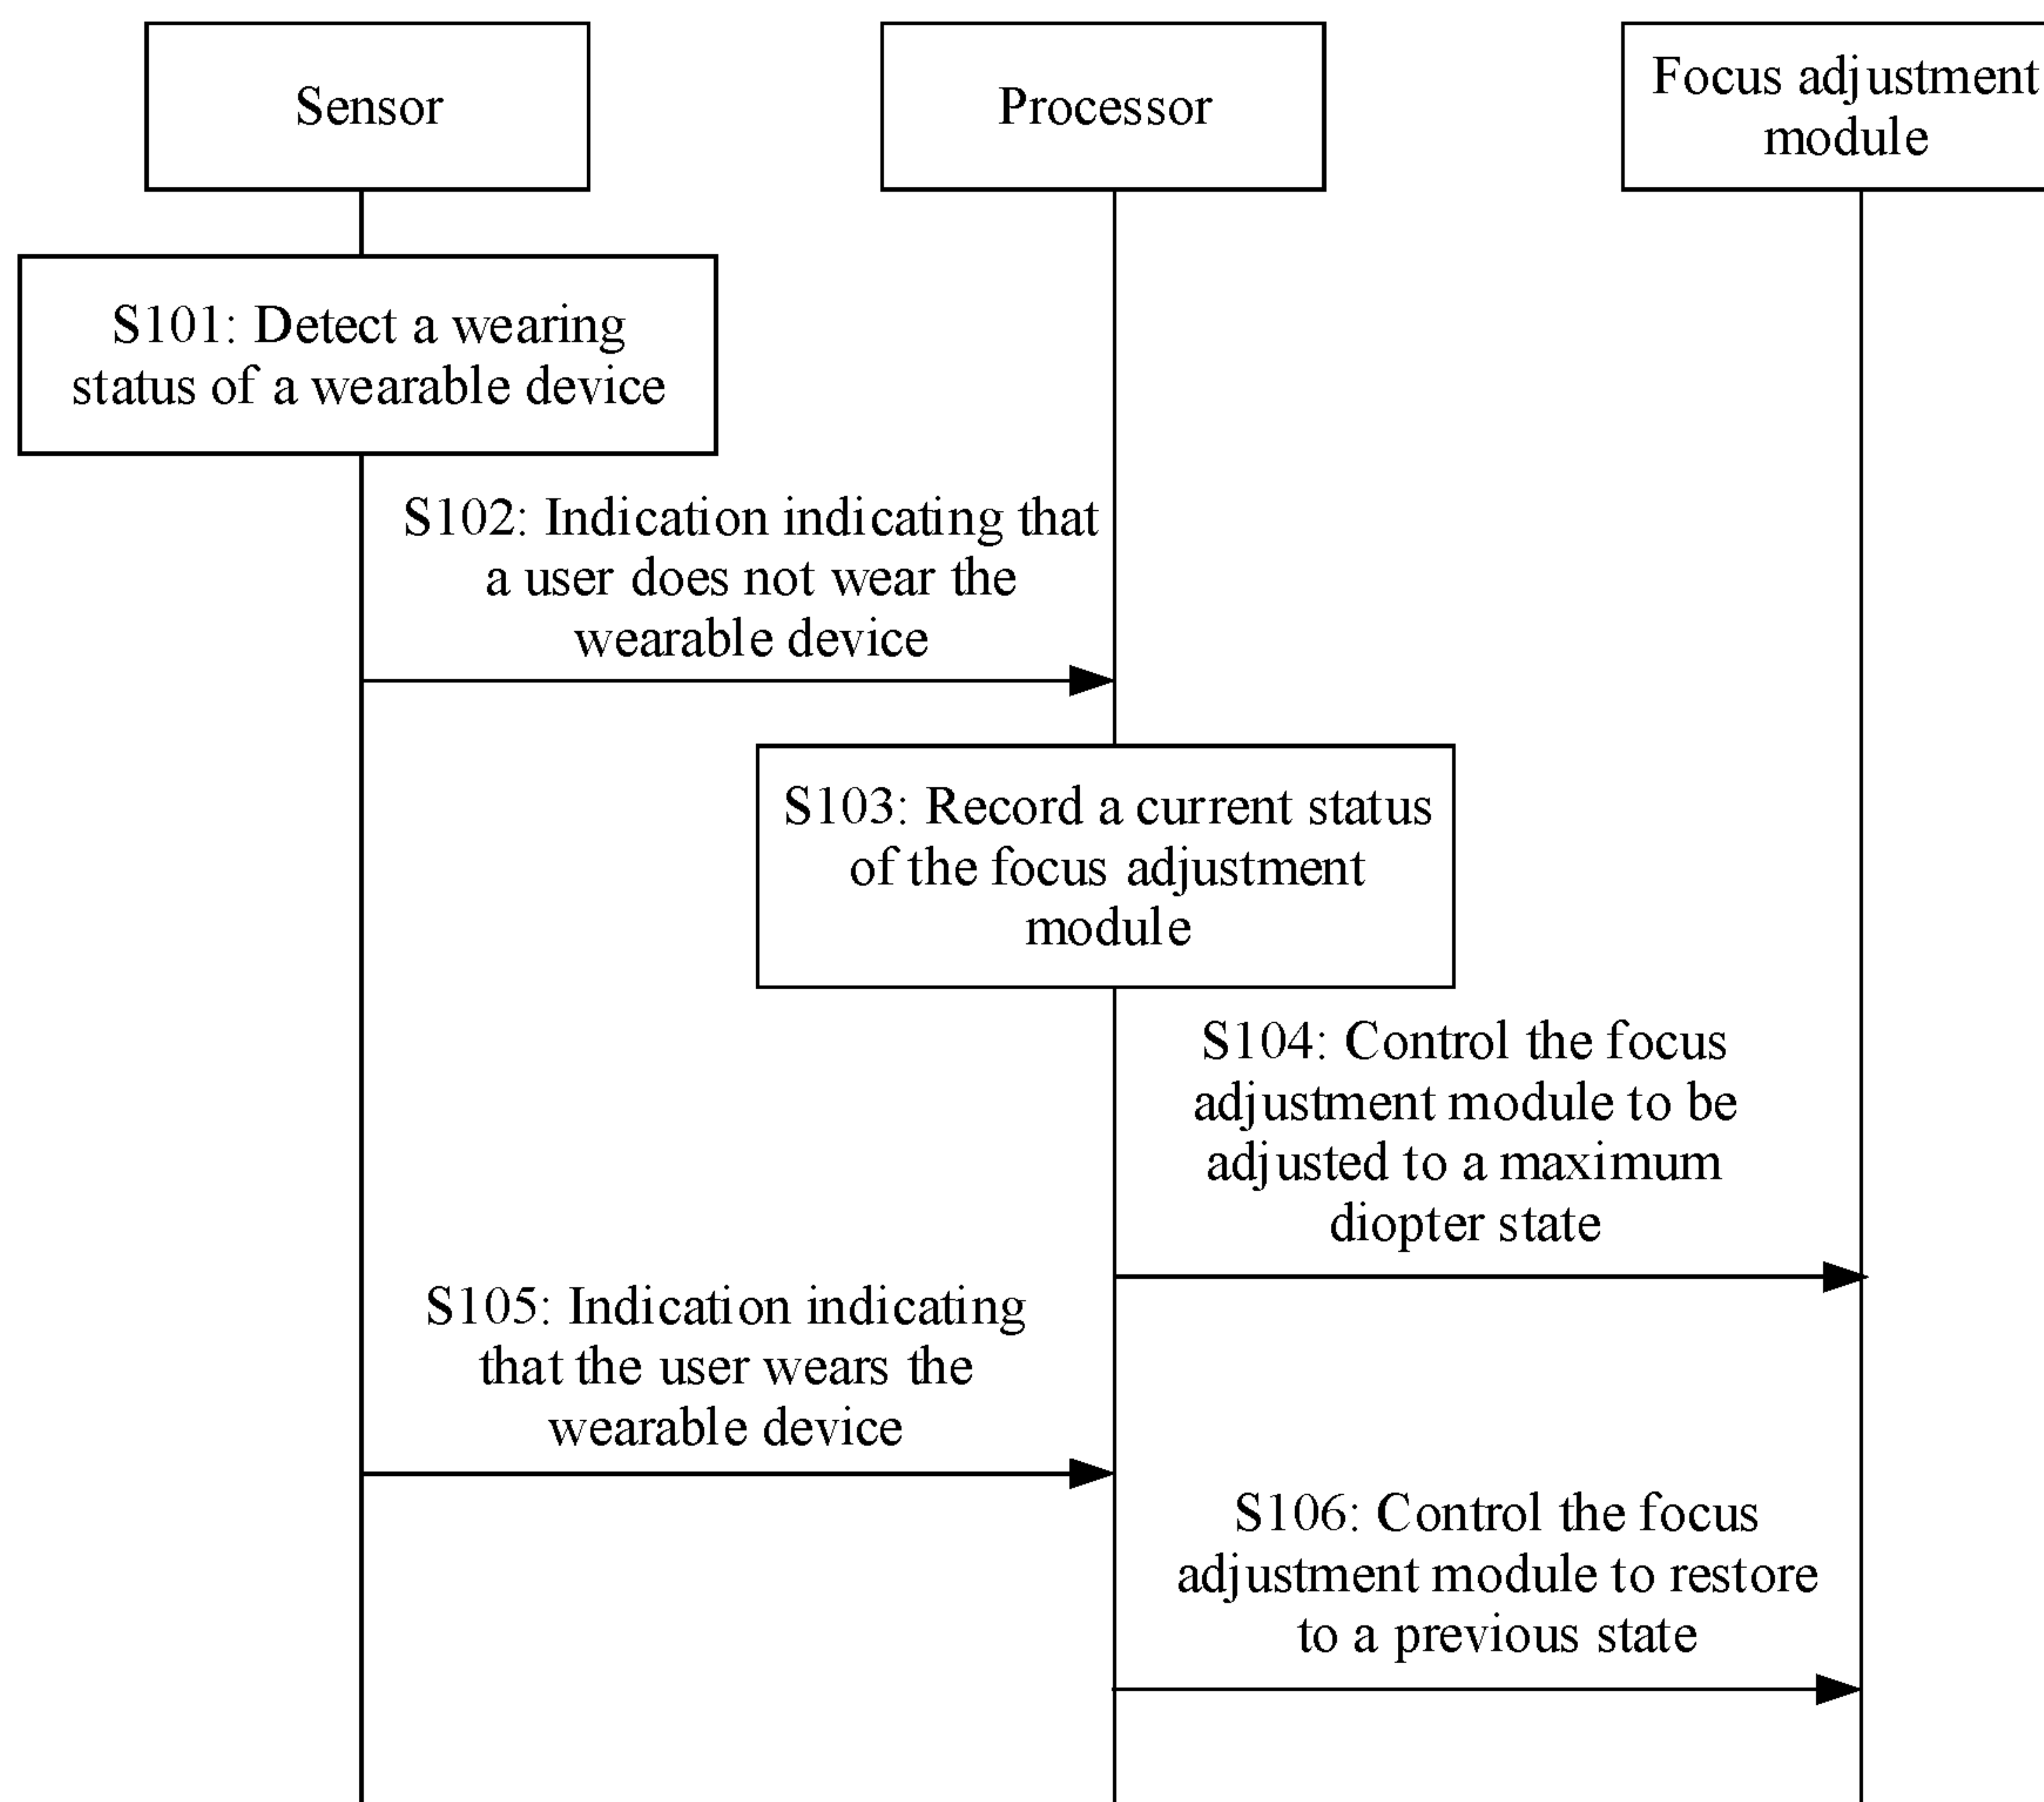 Sensor
Processor
Focus adjustment
module
S101: Detect a wearing
status of a wearable device
S102: Indication indicating that
a user does not wear the
wearable device
S103: Record a current status
of the focus adjustment
module
S104: Control the focus
adjustment module to be
adjusted to a maximum
diopter state
S105: Indication indicating
that the user wears the
wearable device
S106: Control the focus
adjustment module to restore
to a previous state